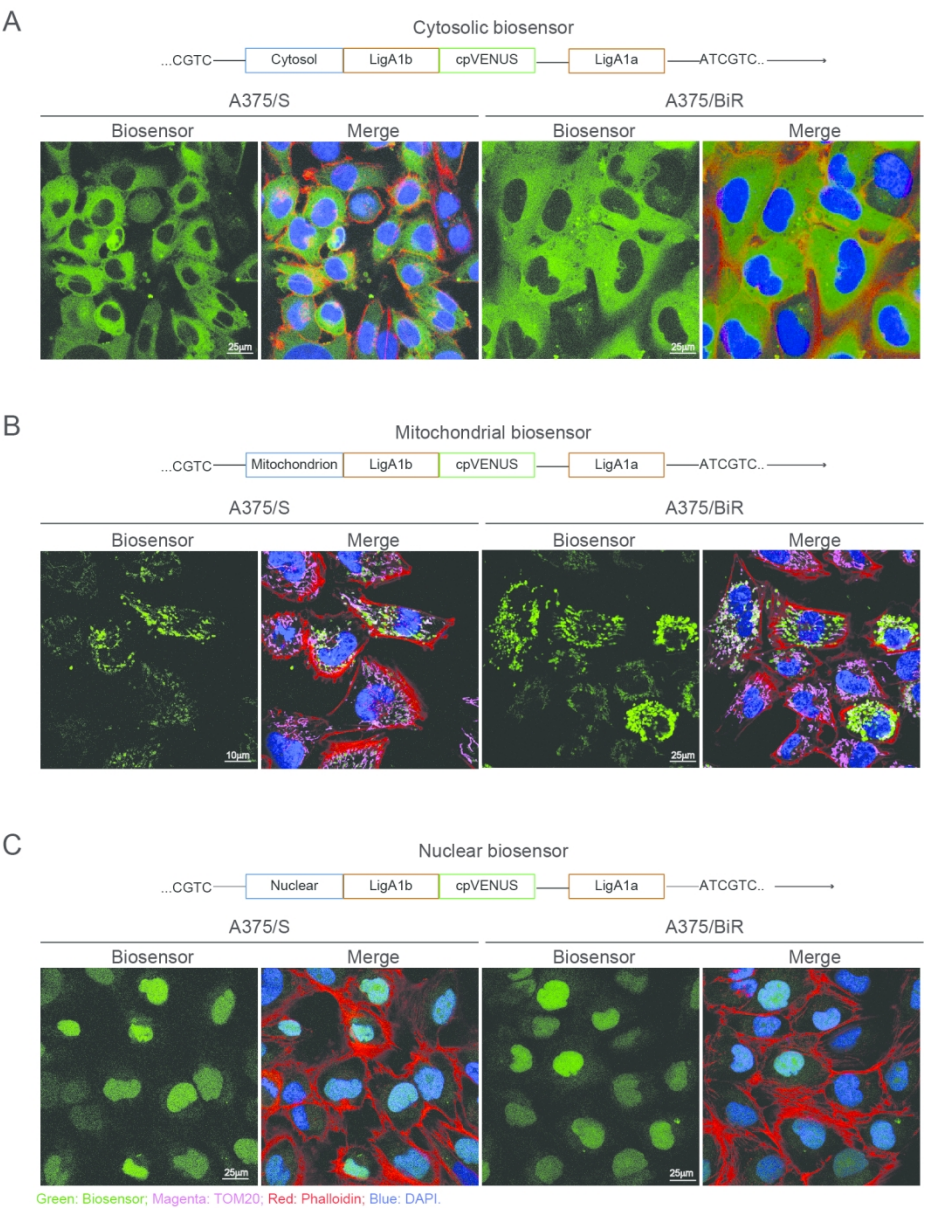 A
Cytosolic biosensor
...CGTC Cytosol LigA1b cpVENUS LigA1a ATCGTC..
A375/S A375/BiR
Biosensor Merge Biosensor Merge
25µm 25µm
B
Mitochondrial biosensor
...CGTC Mitochondrion LigA1b cpVENUS LigA1a ATCGTC..
A375/S A375/BiR
Biosensor Merge Biosensor Merge
10µm 25µm
C
Nuclear biosensor
...CGTC Nuclear LigA1b cpVENUS LigA1a ATCGTC..
A375/S A375/BiR
Biosensor Merge Biosensor Merge
25µm 25µm
Green: Biosensor; Magenta: TOM20; Red: Phalloidin; Blue: DAPI.